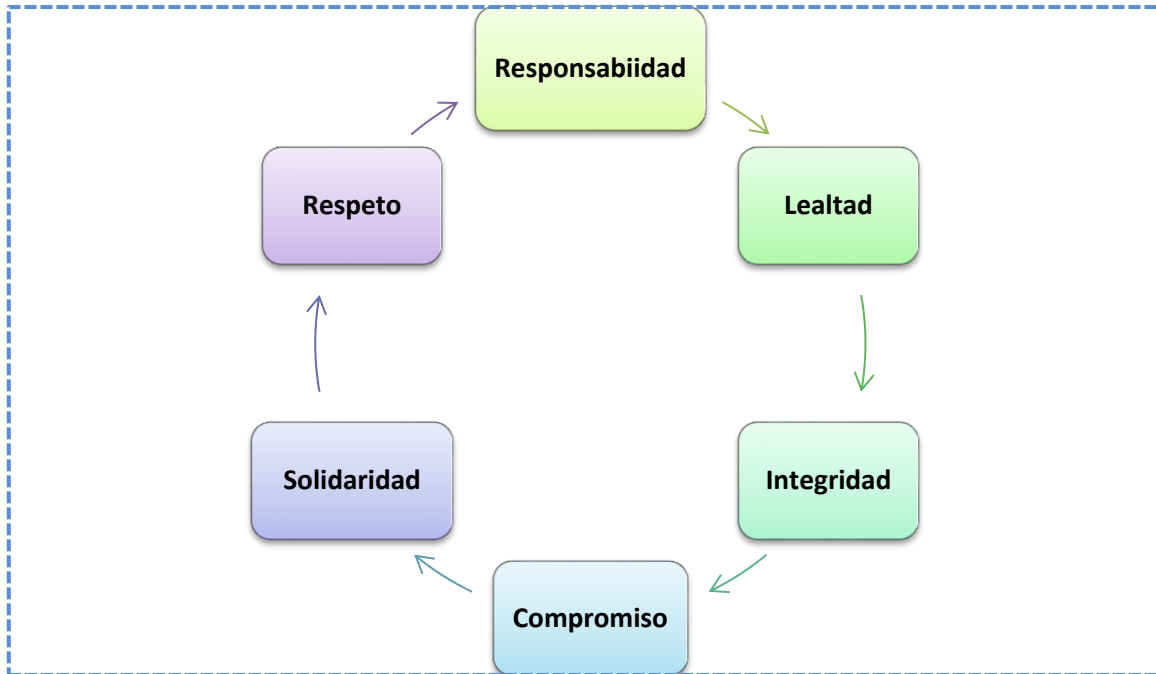 Responsabiidad
Lealtad
Integridad
Compromiso
Solidaridad
Respeto